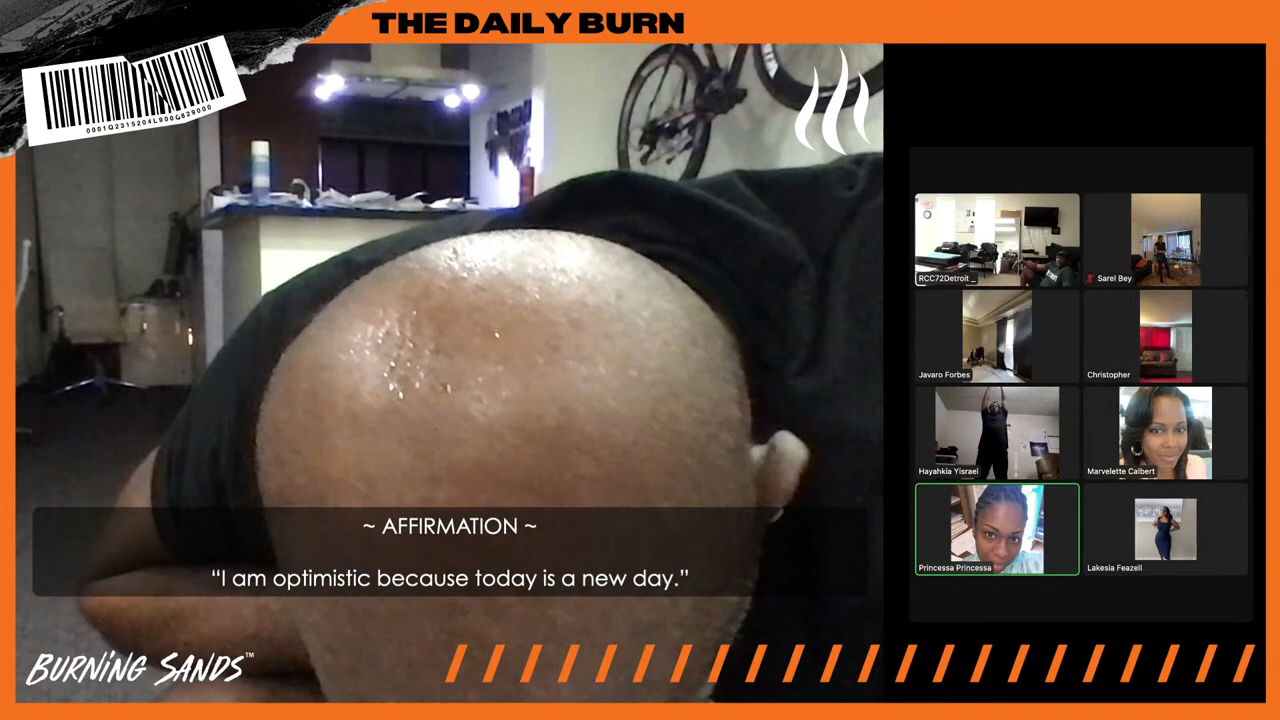 THE DAILY BURN
RCC72Detroit _
Sarel Bey
Javaro Forbes
Christopher
Hayahkia Yisrael
Marvelette Calbert
Princessa Princessa
Lakesia Feazell
~ AFFIRMATION ~
“I am optimistic because today is a new day.”
BURNING SANDS™